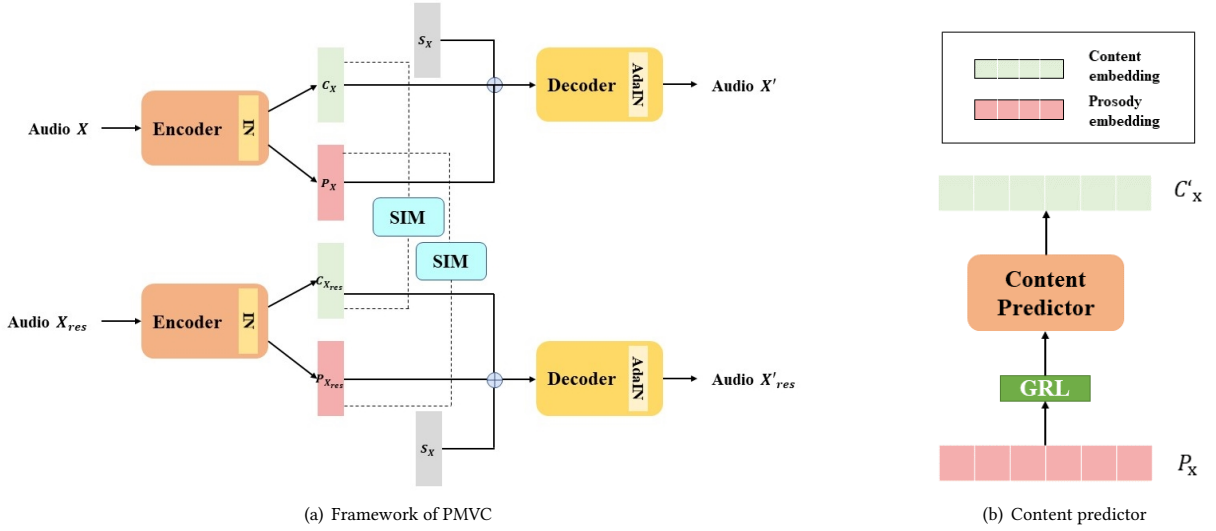 Audio X
Encoder
IN
C_X
P_X
S_X
Decoder
AdaIN
Audio X'
SIM
SIM
Audio X_res
Encoder
IN
C_{X_res}
P_{X_res}
S_X
Decoder
AdaIN
Audio X'_res
(a) Framework of PMVC
Content
embedding
Prosody
embedding
C‘_x
Content
Predictor
GRL
P_x
(b) Content predictor